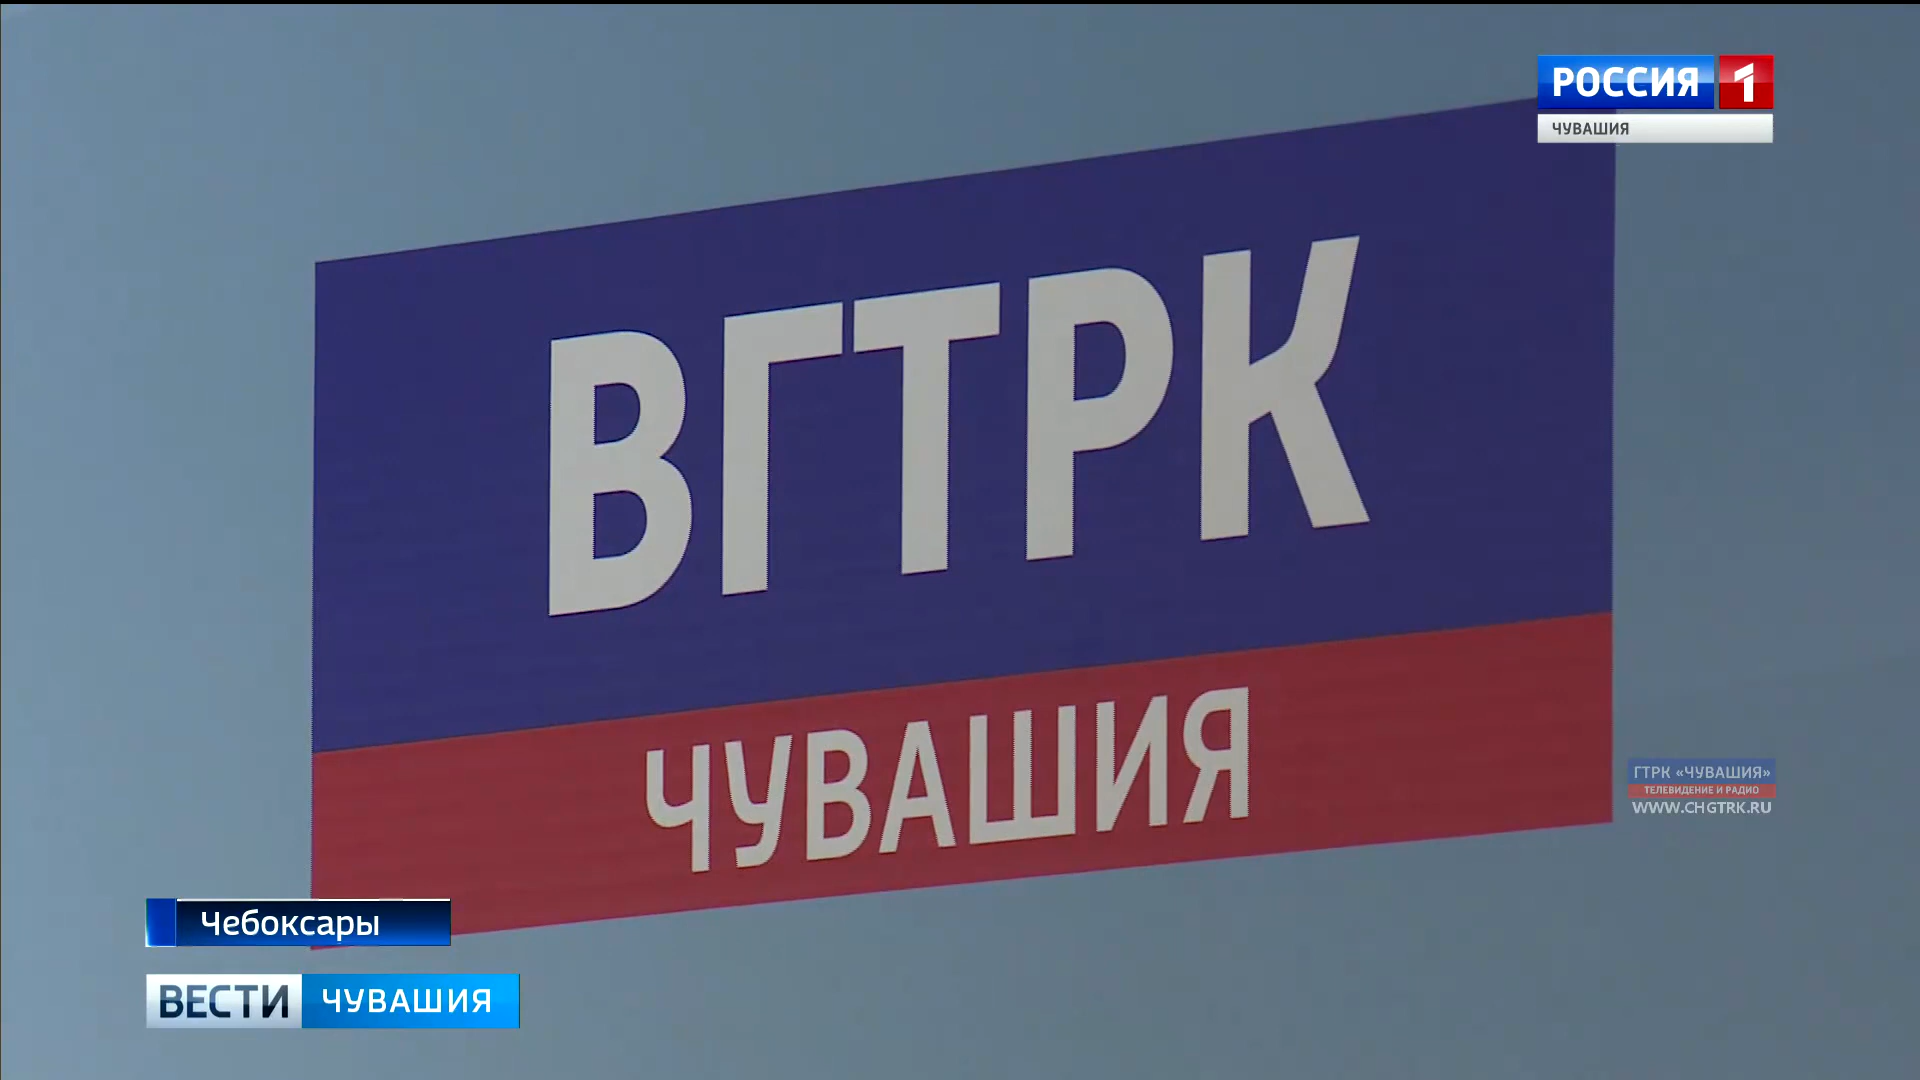 РОССИЯ 1
ЧУВАШИЯ
ВГТРК
ЧУВАШИЯ
ГТРК «ЧУВАШИЯ»
ТЕЛЕВИДЕНИЕ И РАДИО
WWW.CHGTRK.RU
Чебоксары
ВЕСТИ ЧУВАШИЯ